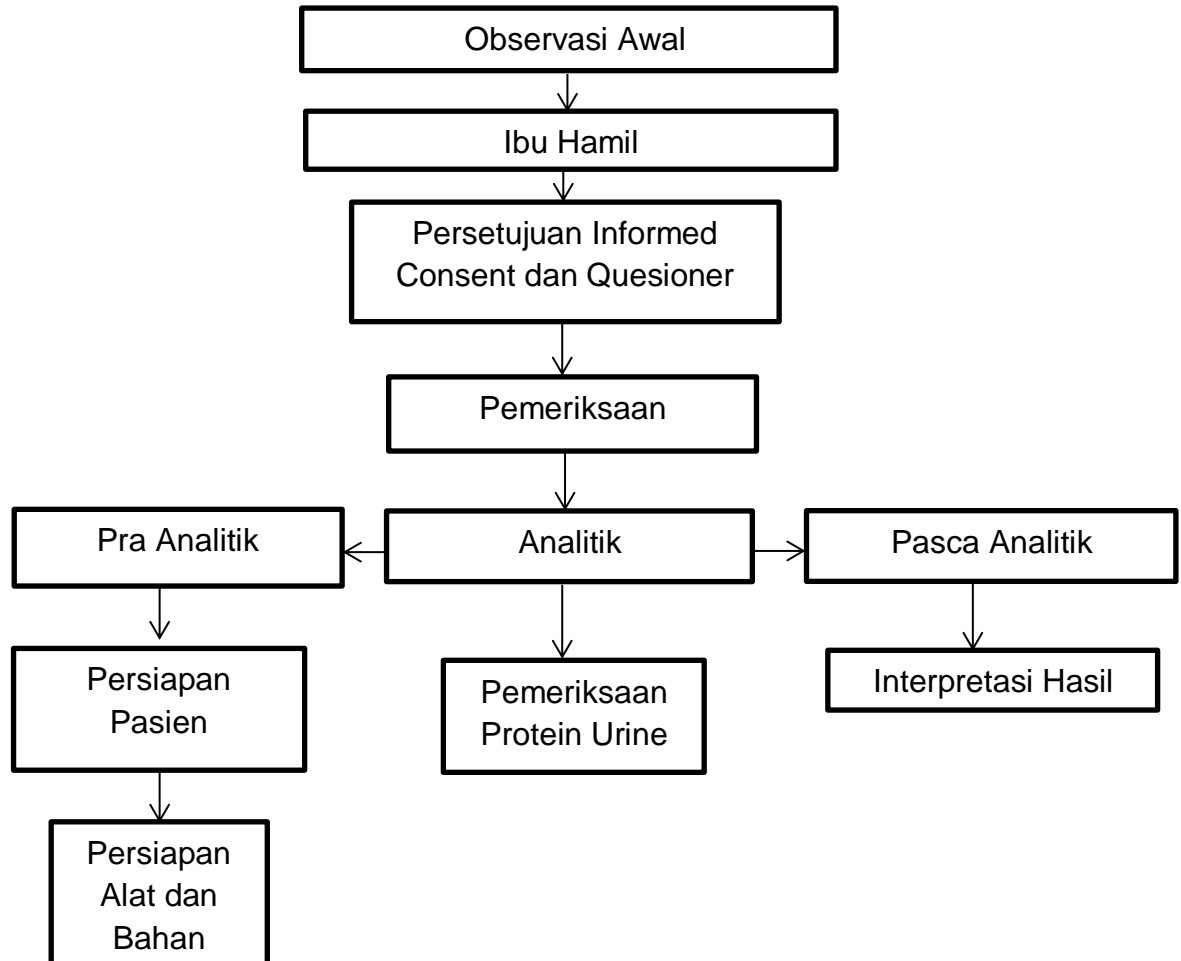 Observasi Awal
Ibu Hamil
Persetujuan Informed
Consent dan Quesioner
Pemeriksaan
Pra Analitik
Analitik
Pasca Analitik
Persiapan
Pasien
Pemeriksaan
Protein Urine
Interpretasi Hasil
Persiapan
Alat dan
Bahan